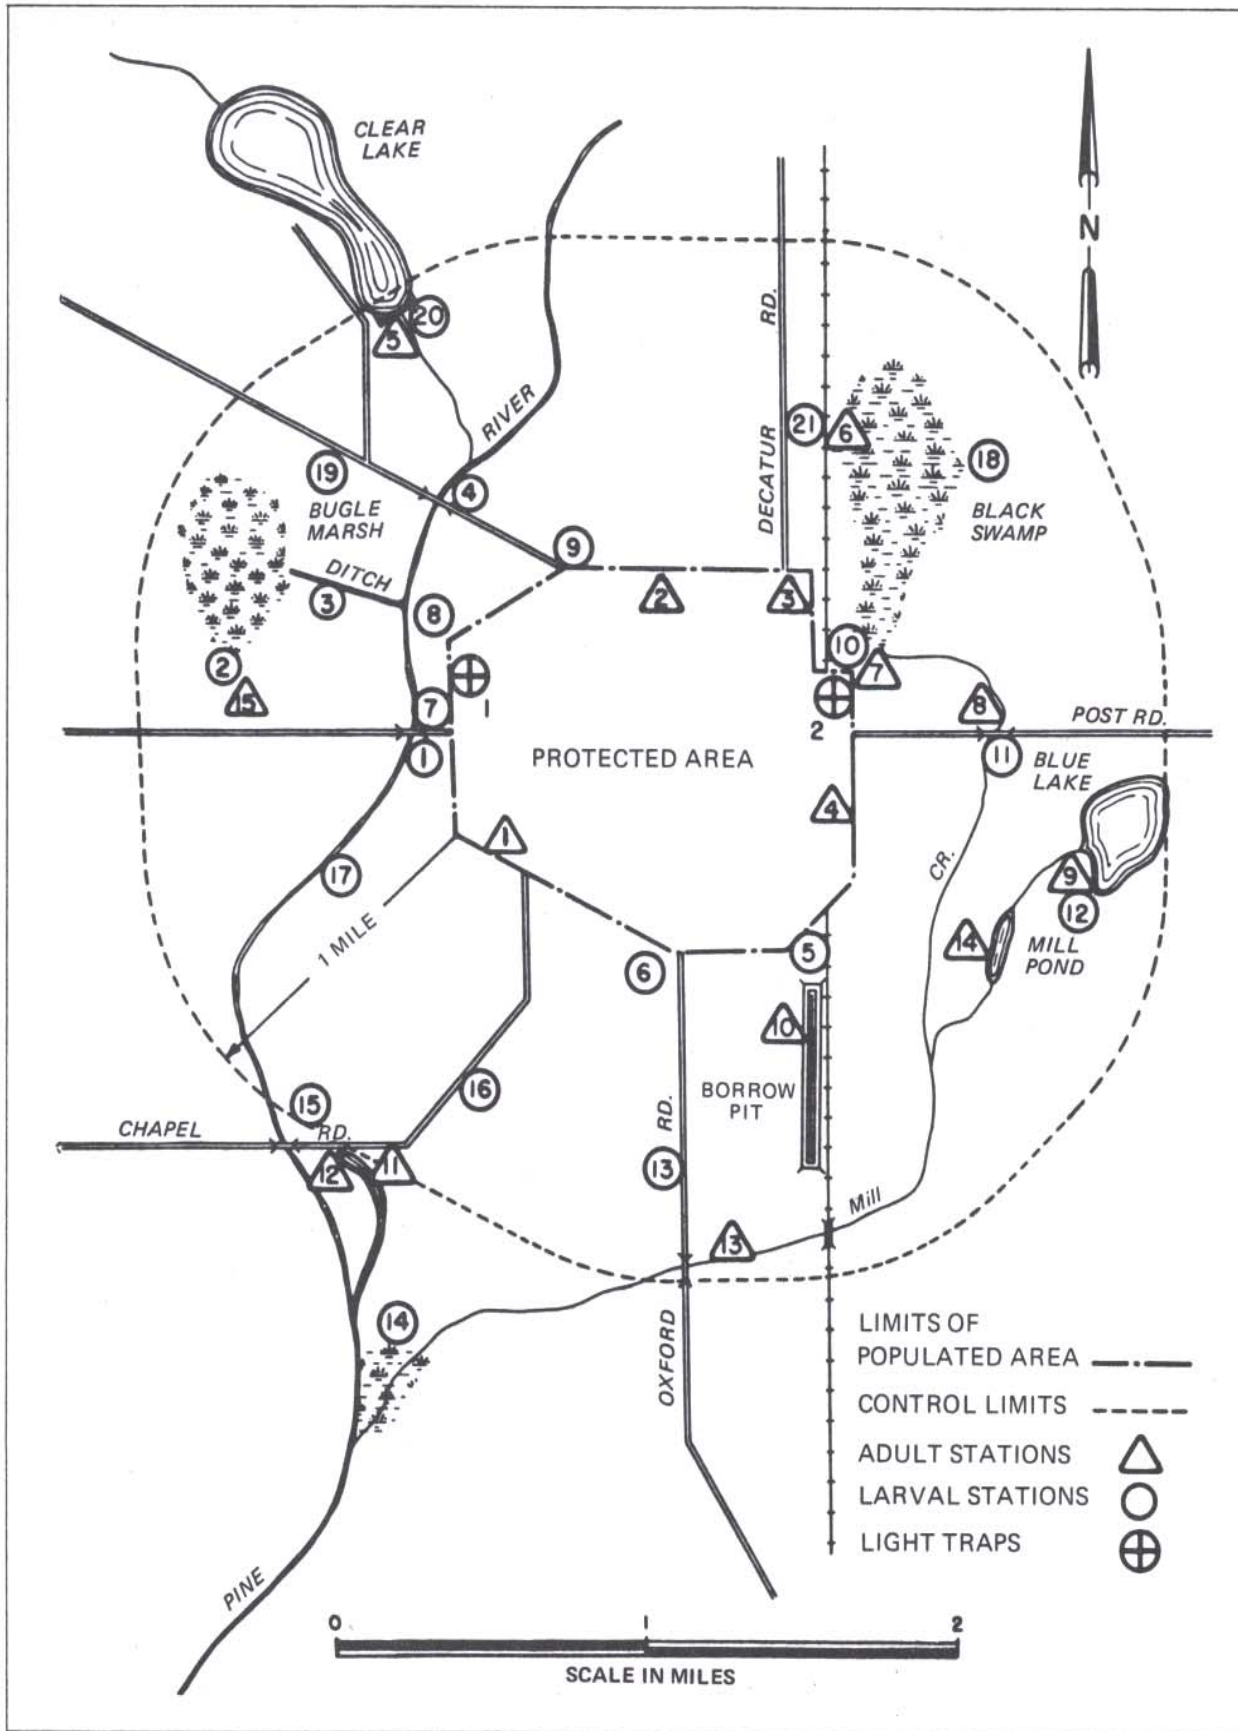 CLEAR
LAKE
N
20
5
RIVER
DECATUR RD.
21
6
18
BLACK
SWAMP
19
BUGLE
MARSH
4
9
DITCH
3
8
2
3
10
2
15
7
1
7
2
8
POST RD.
1
PROTECTED AREA
11
BLUE
LAKE
4
1
CR.
17
9
12
1 MILE
14
MILL
POND
6
5
10
16
BORROW
PIT
15
CHAPEL RD.
12
11
13
OXFORD RD.
Mill
13
14
PINE
LIMITS OF
POPULATED AREA
CONTROL LIMITS
ADULT STATIONS
LARVAL STATIONS
LIGHT TRAPS
0 1 2
SCALE IN MILES